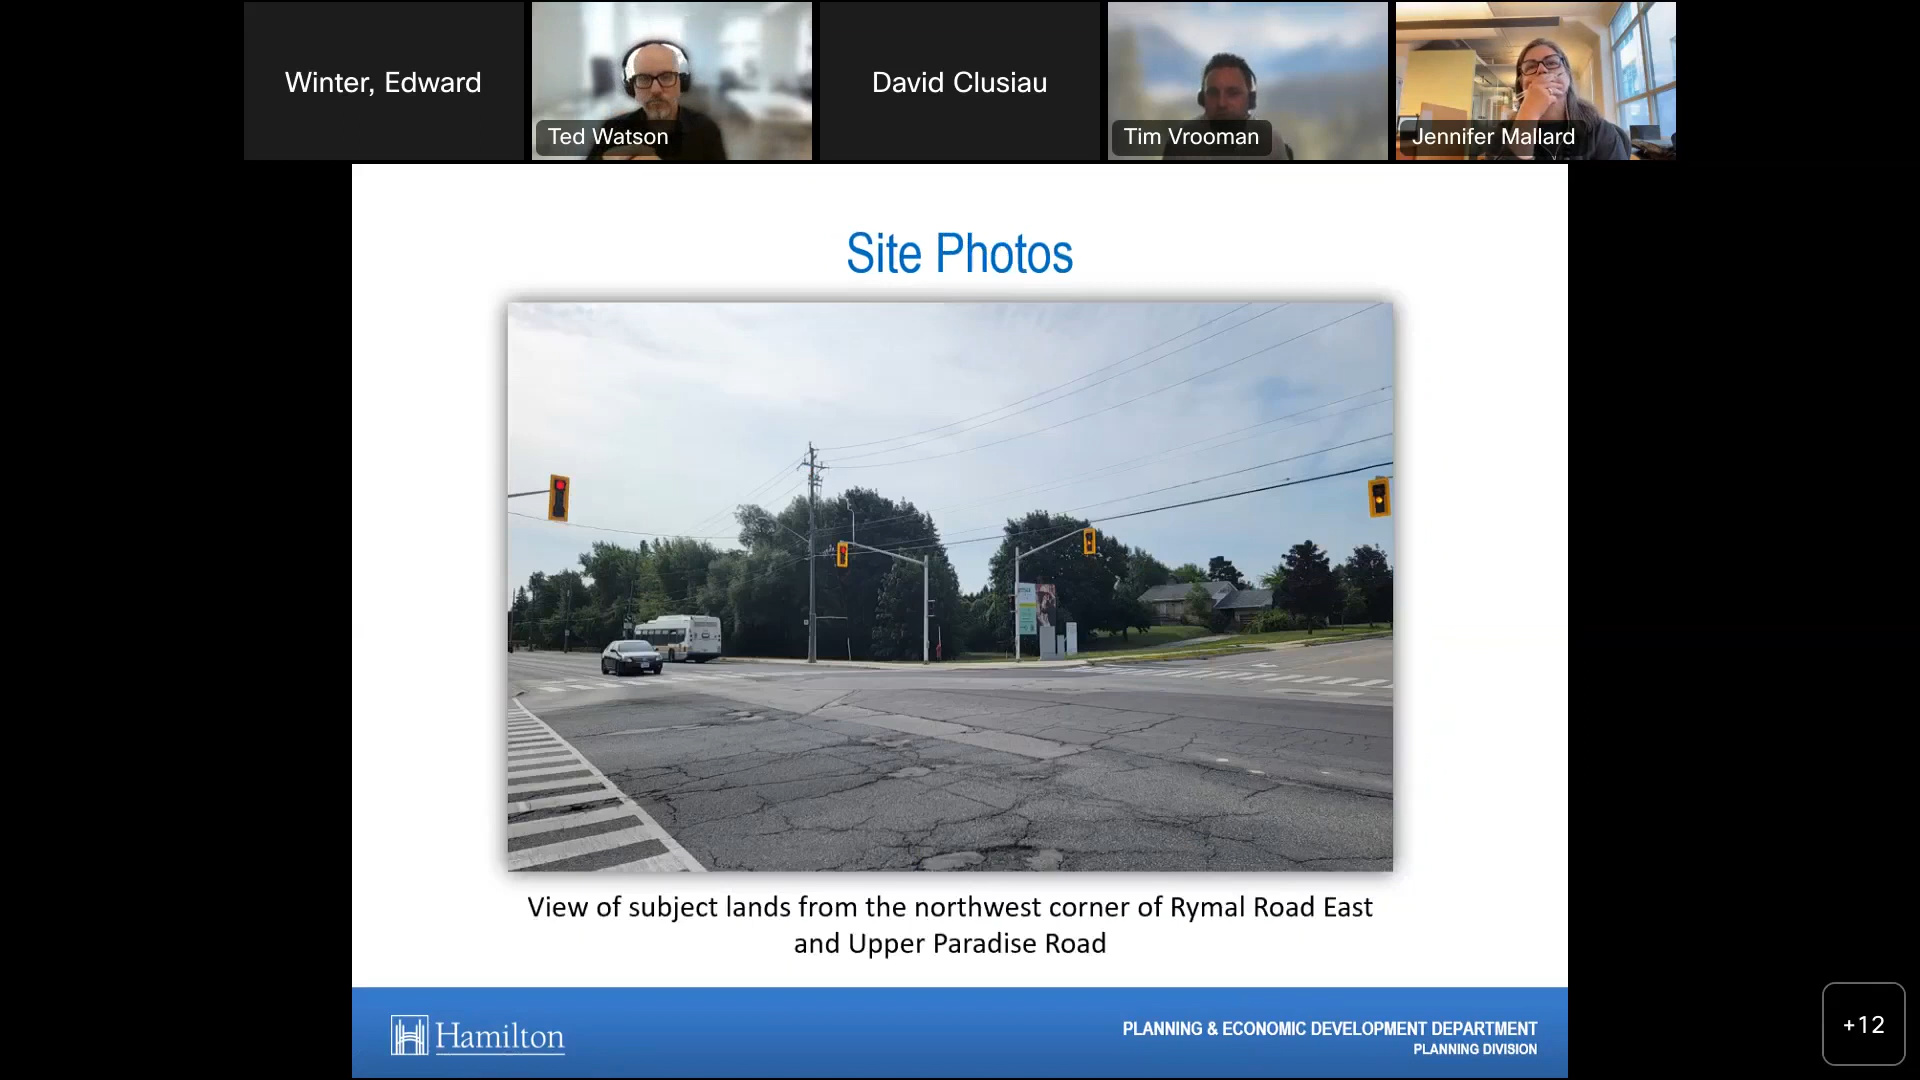 Winter, Edward
Ted Watson
David Clusiau
Tim Vrooman
Jennifer Mallard
Site Photos
View of subject lands from the northwest corner of Rymal Road East
and Upper Paradise Road
Hamilton
PLANNING & ECONOMIC DEVELOPMENT DEPARTMENT
PLANNING DIVISION
+12